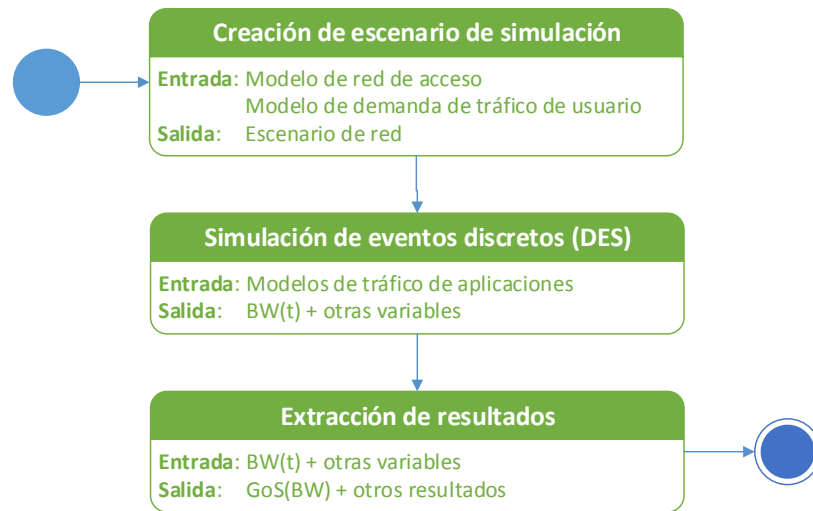 Creación de escenario de simulación
Entrada: Modelo de red de acceso
Modelo de demanda de tráfico de usuario
Salida: Escenario de red
Simulación de eventos discretos (DES)
Entrada: Modelos de tráfico de aplicaciones
Salida: BW(t) + otras variables
Extracción de resultados
Entrada: BW(t) + otras variables
Salida: GoS(BW) + otros resultados